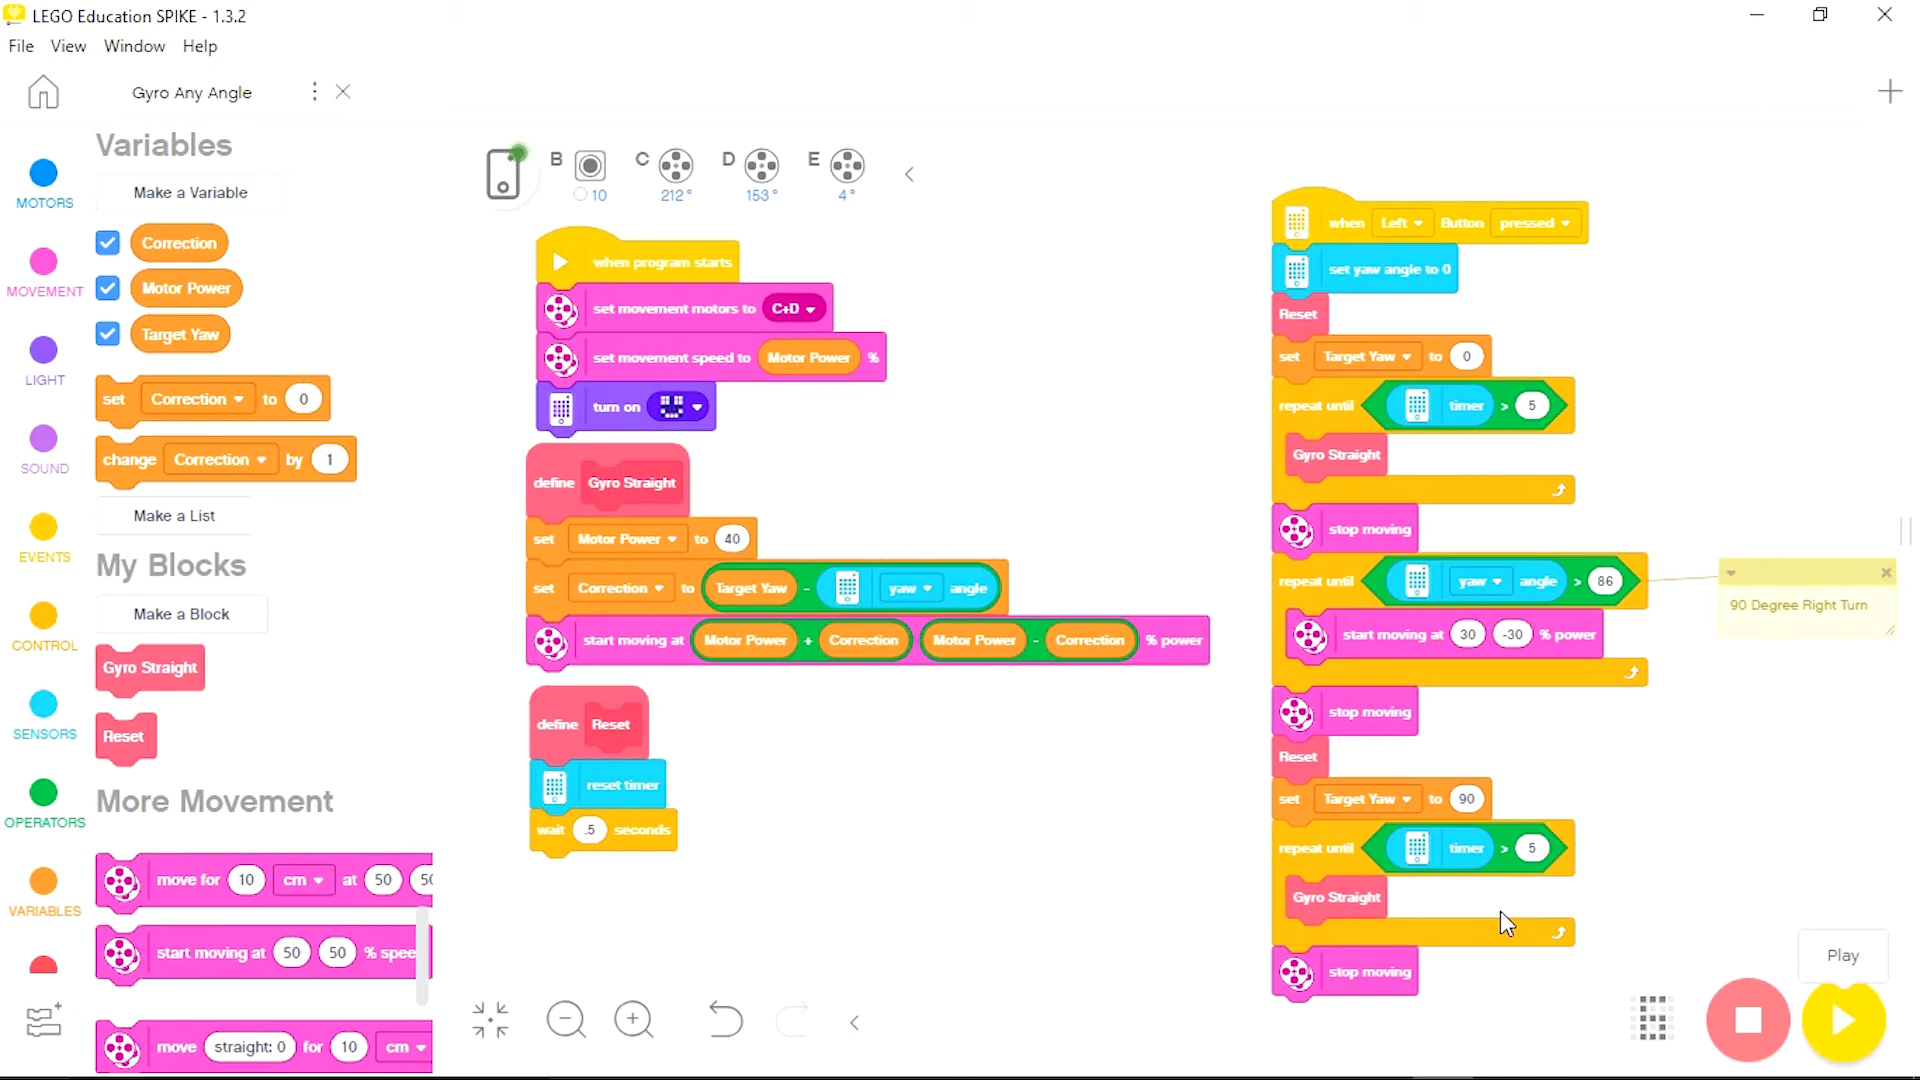 LEGO Education SPIKE - 1.3.2
File View Window Help
Gyro Any Angle
Variables
Make a Variable
Correction
Motor Power
Target Yaw
set Correction to 0
change Correction by 1
Make a List
My Blocks
Make a Block
Gyro Straight
Reset
More Movement
move for 10 cm at 50 50
start moving at 50 50 % spee
move straight: 0 for 10 cm
MOTORS
MOVEMENT
LIGHT
SOUND
EVENTS
CONTROL
SENSORS
OPERATORS
VARIABLES
B C D E
10 212° 153° 4°
when program starts
set movement motors to C+D
set movement speed to Motor Power %
turn on
define Gyro Straight
set Motor Power to 40
set Correction to Target Yaw - yaw angle
start moving at Motor Power + Correction Motor Power - Correction % power
define Reset
reset timer
wait .5 seconds
when Left Button pressed
set yaw angle to 0
Reset
set Target Yaw to 0
repeat until timer > 5
Gyro Straight
stop moving
repeat until yaw angle > 86
start moving at 30 -30 % power
stop moving
Reset
set Target Yaw to 90
repeat until timer > 5
Gyro Straight
stop moving
90 Degree Right Turn
Play